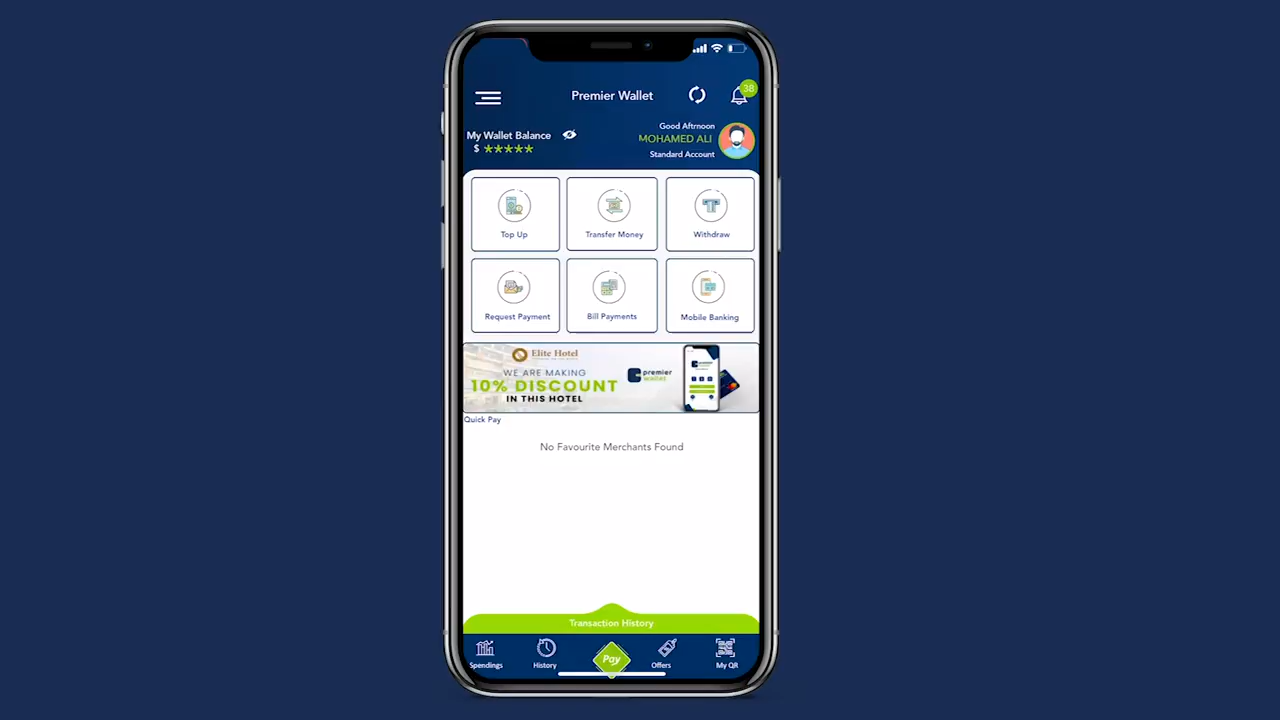 Premier Wallet
38
My Wallet Balance
$ *****
Good Aftrnoon
MOHAMED ALI
Standard Account
Top Up
Transfer Money
Withdraw
Request Payment
Bill Payments
Mobile Banking
Elite Hotel
WE ARE MAKING
10% DISCOUNT
IN THIS HOTEL
premier
wallet
Quick Pay
No Favourite Merchants Found
Transaction History
Spendings
History
Pay
Offers
My QR